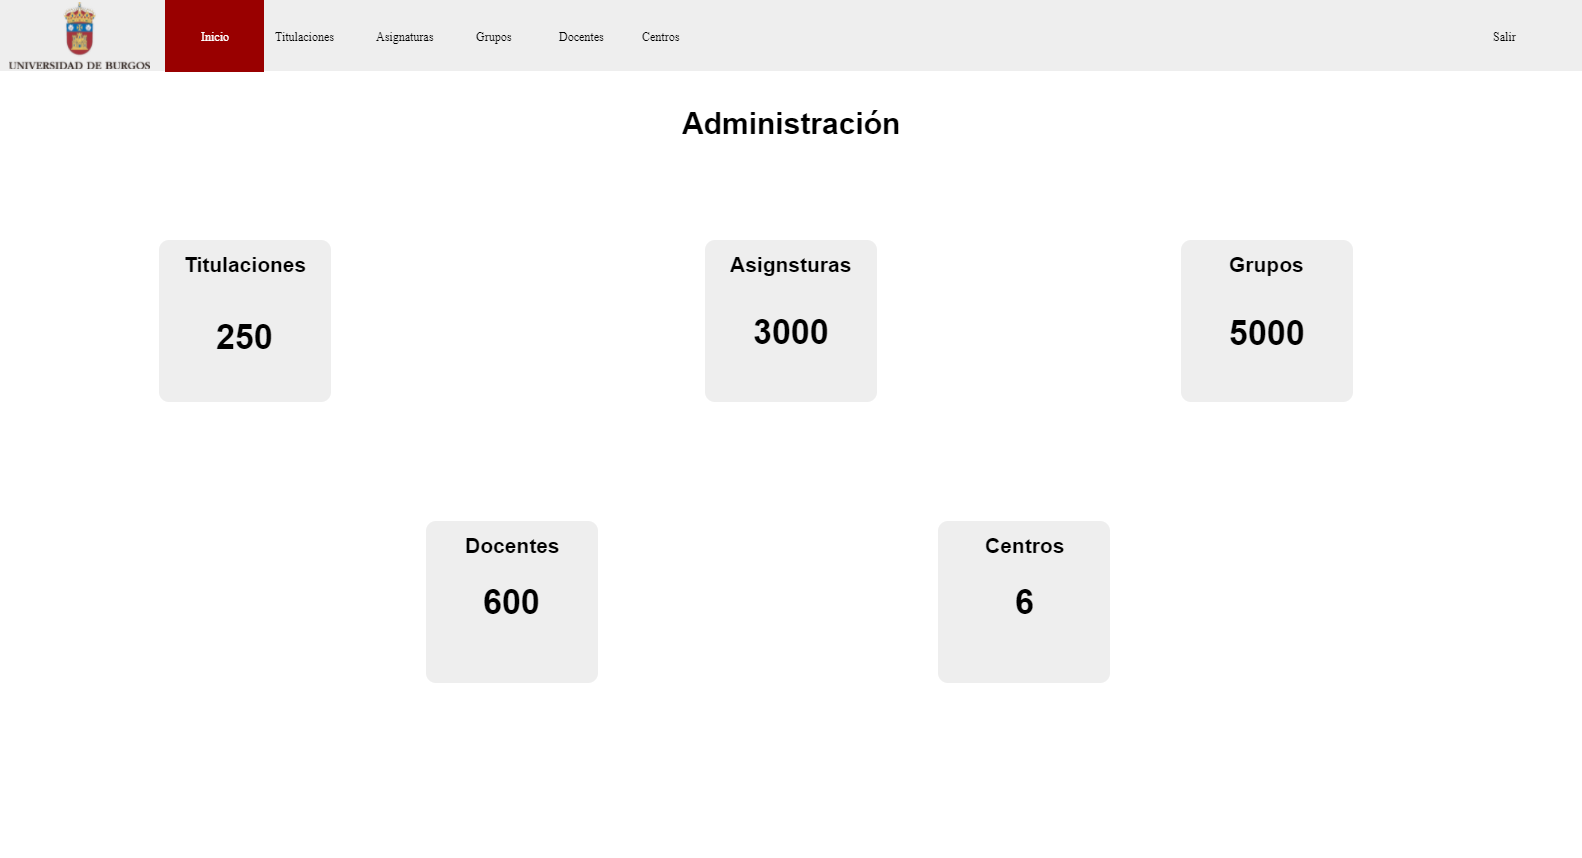 UNIVERSIDAD DE BURGOS
Inicio
Titulaciones
Asignaturas
Grupos
Docentes
Centros
Salir
Administración
Titulaciones
250
Asignsturas
3000
Grupos
5000
Docentes
600
Centros
6